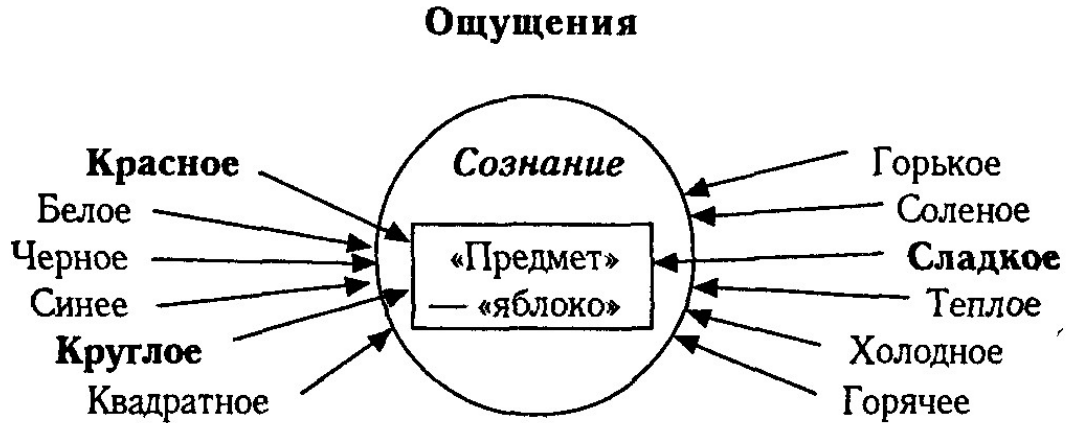 Ощущения
Красное
Белое
Черное
Синее
Круглое
Квадратное
Сознание
«Предмет»
— «яблоко»
Горькое
Соленое
Сладкое
Теплое
Холодное
Горячее